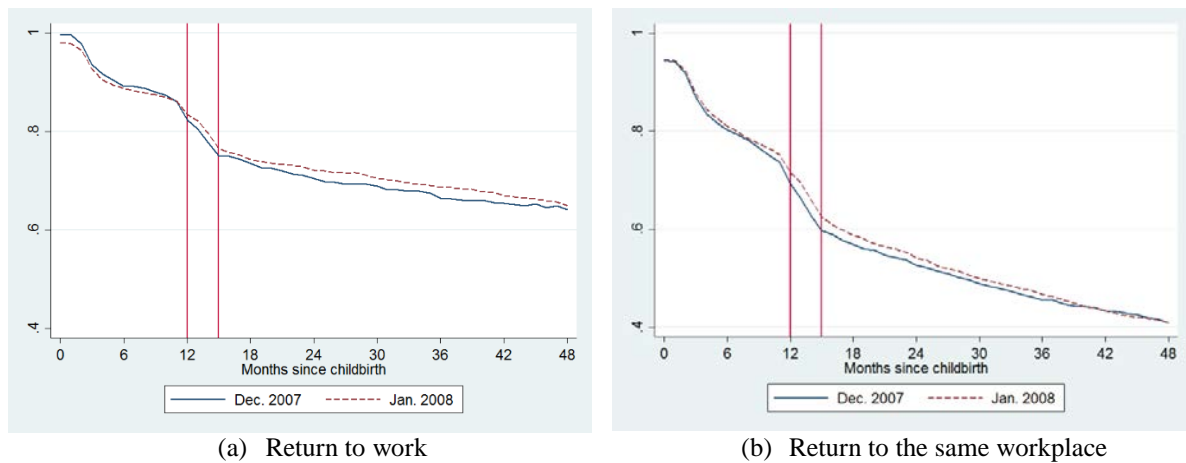 1
.8
.6
.4
0 6 12 18 24 30 36 42 48
Months since childbirth
Dec. 2007 Jan. 2008
(a) Return to work
1
.8
.6
.4
0 6 12 18 24 30 36 42 48
Months since childbirth
Dec. 2007 Jan. 2008
(b) Return to the same workplace